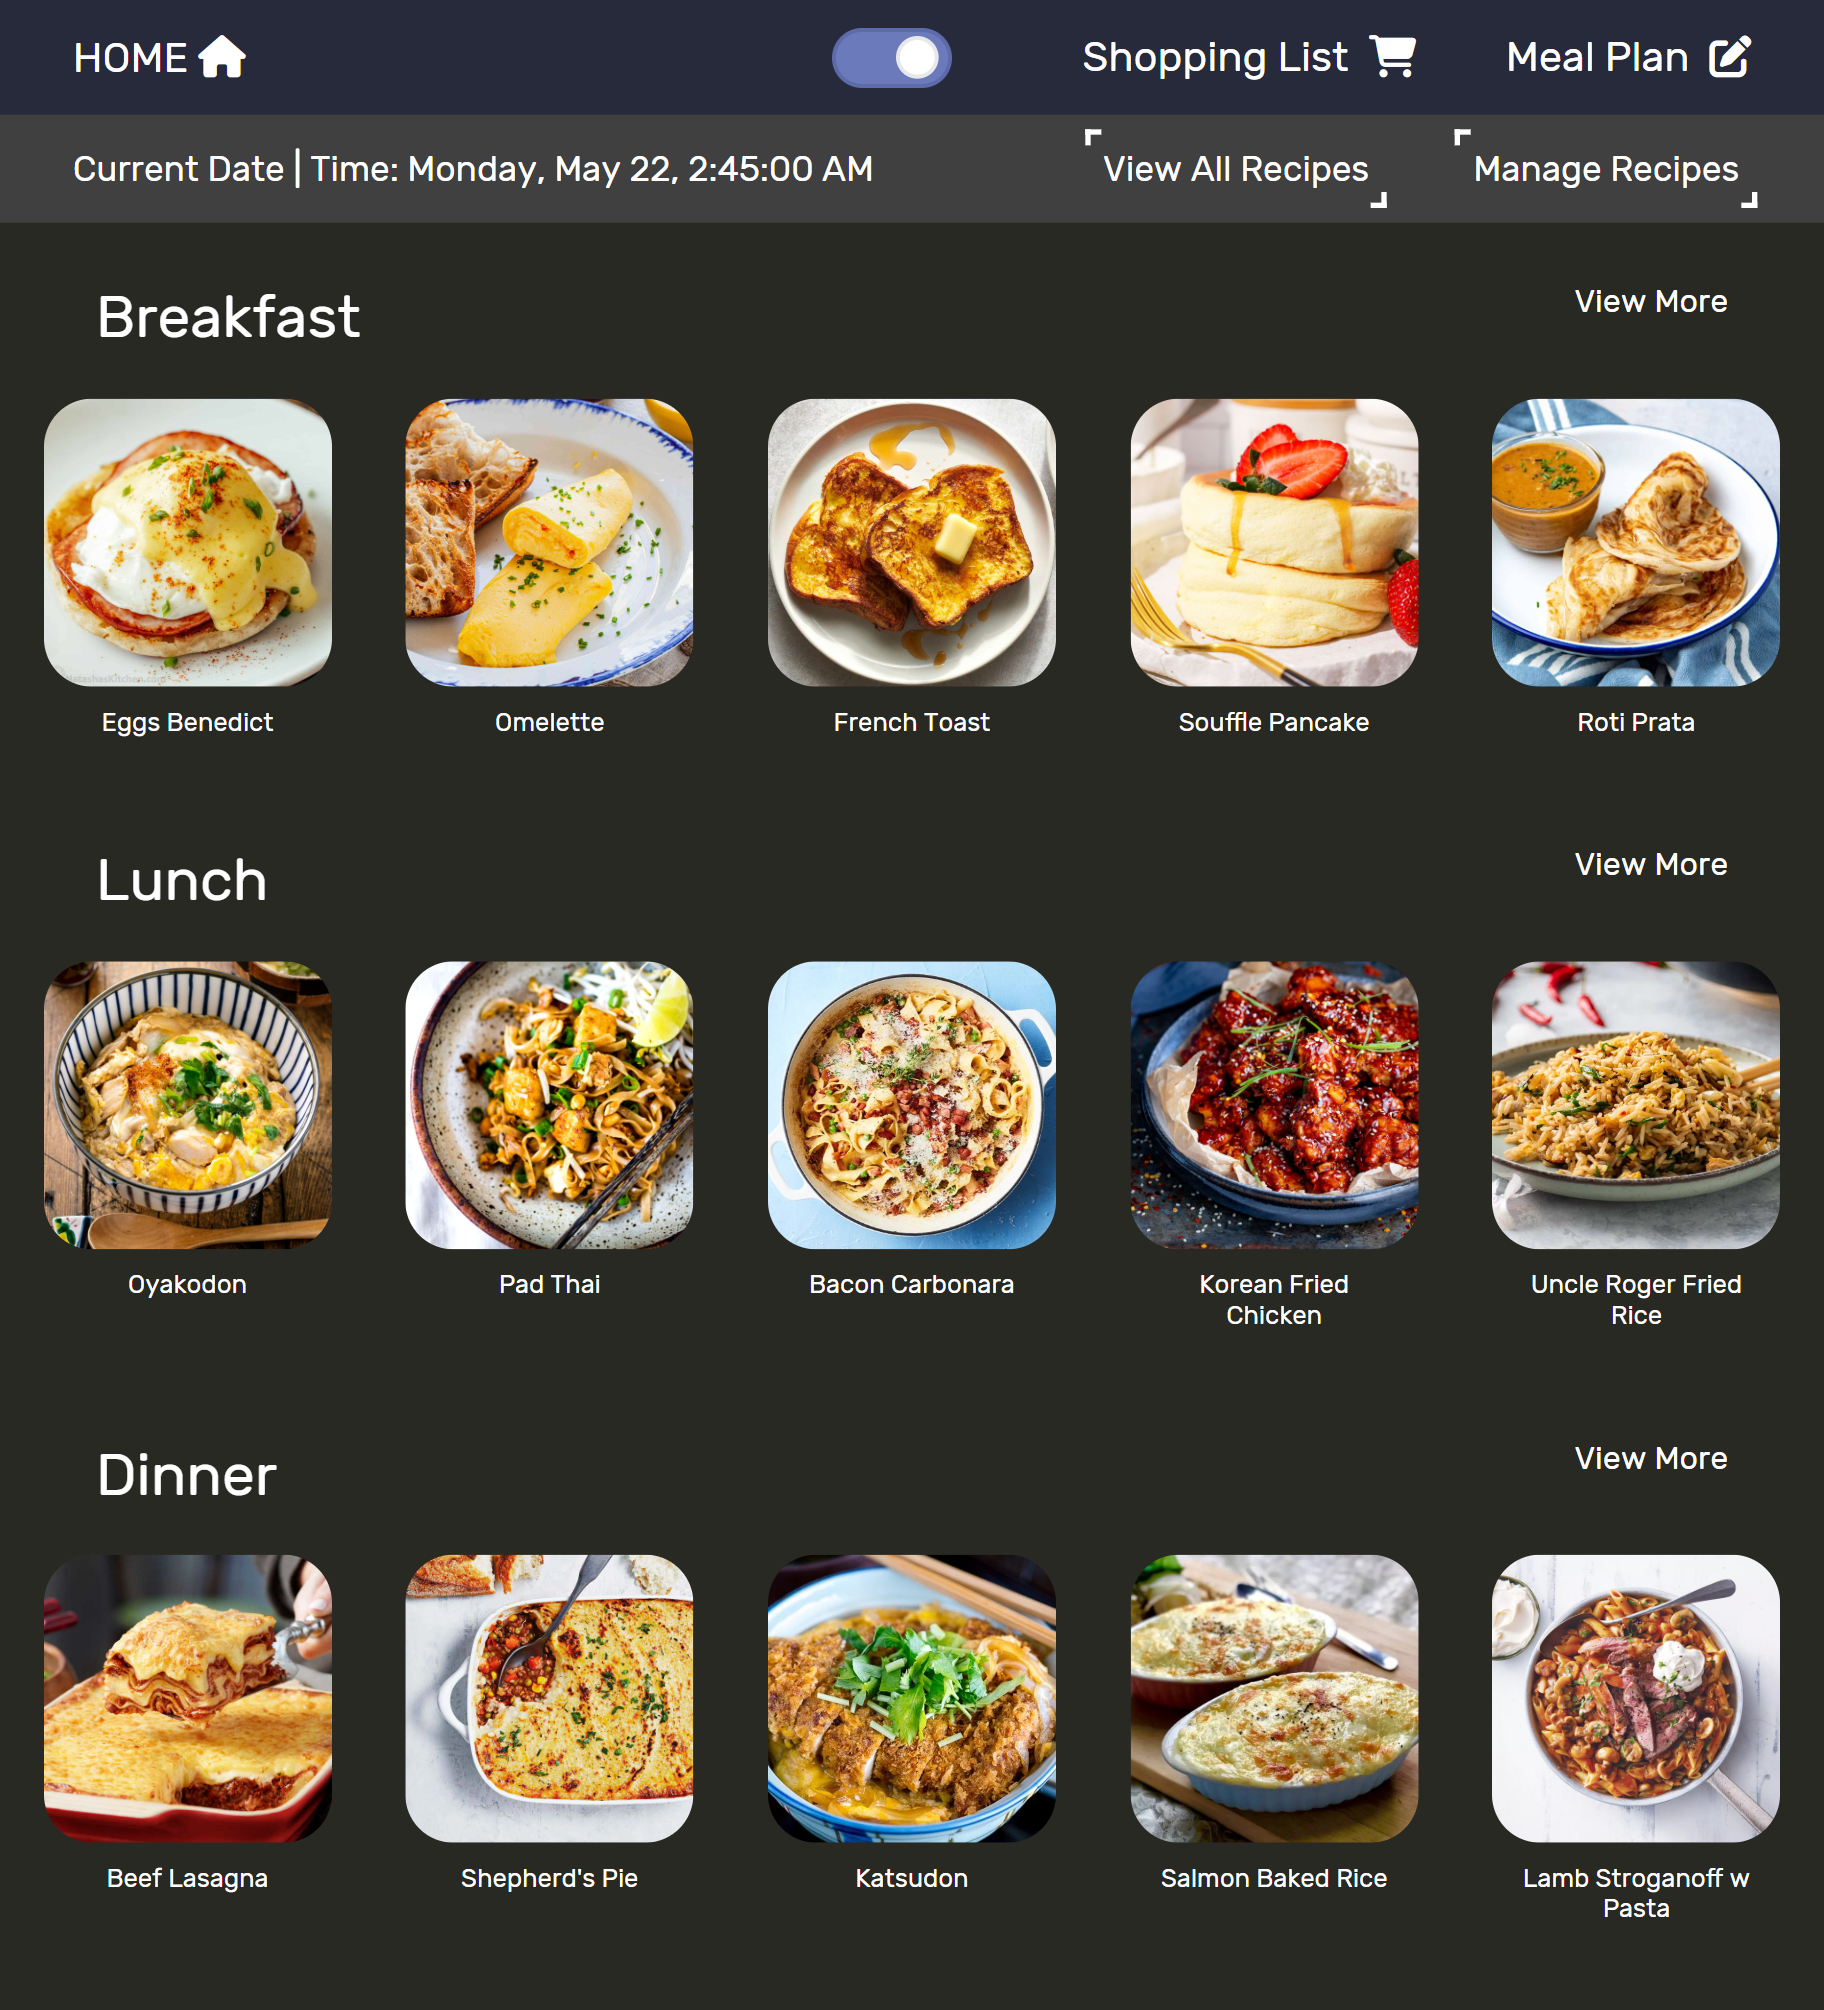 HOME
Shopping List
Meal Plan
Current Date | Time: Monday, May 22, 2:45:00 AM
View All Recipes
Manage Recipes
Breakfast
View More
Eggs Benedict
Omelette
French Toast
Souffle Pancake
Roti Prata
Lunch
View More
Oyakodon
Pad Thai
Bacon Carbonara
Korean Fried
Chicken
Uncle Roger Fried
Rice
Dinner
View More
Beef Lasagna
Shepherd's Pie
Katsudon
Salmon Baked Rice
Lamb Stroganoff w
Pasta